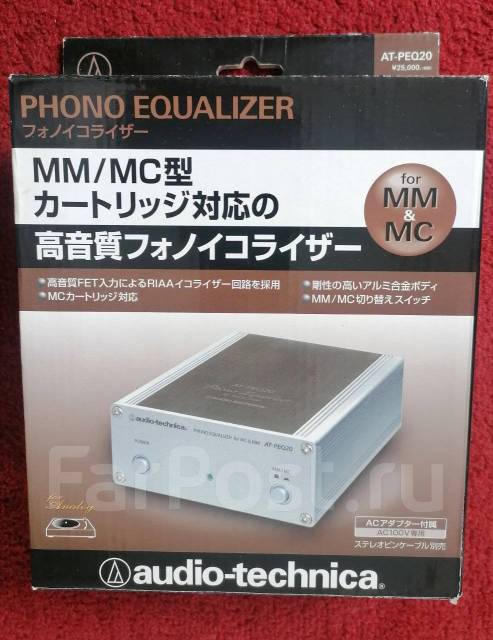 AT-PEQ20
¥25,000
PHONO EQUALIZER
フォノイコライザー
MM/MC型
カートリッジ対応の
高音質フォノイコライザー
for
MM
&
MC
●高音質FET入力によるRIAAイコライザー回路を採用
●MCカートリッジ対応
●剛性の高いアルミ合金ボディ
●MM/MC切り替えスイッチ
AT-PEQ20
Phono Equalizer
audio-technica
PHONO EQUALIZER for MC & MM AT-PEQ20
POWER
FarPost.ru
Analog
ACアダプター付属
AC100V専用
ステレオピンケーブル別売
audio-technica®